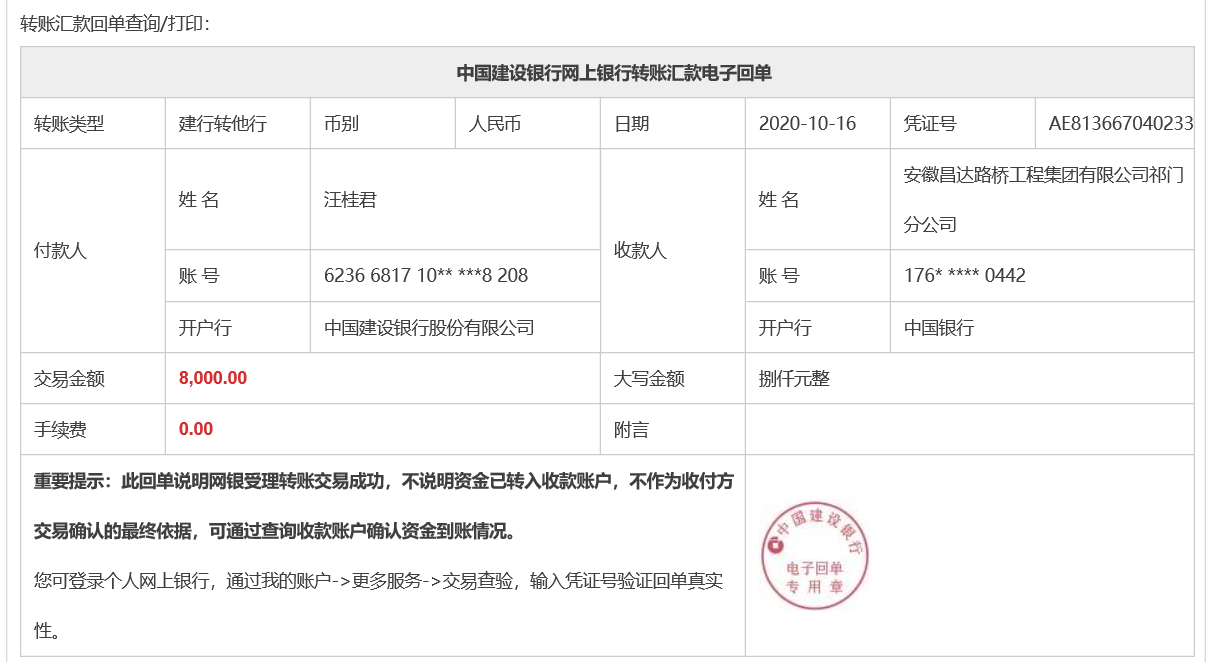 转账汇款回单查询/打印：
中国建设银行网上银行转账汇款电子回单
转账类型 建行转他行 币别 人民币 日期 2020-10-16 凭证号 AE813667040233
付款人
姓 名 汪桂君
收款人
姓 名 安徽昌达路桥工程集团有限公司祁门
分公司
账 号 6236 6817 10** ***8 208 账 号 176* **** 0442
开户行 中国建设银行股份有限公司 开户行 中国银行
交易金额 8,000.00 大写金额 捌仟元整
手续费 0.00 附言
重要提示：此回单说明网银受理转账交易成功，不说明资金已转入收款账户，不作为收付方
交易确认的最终依据，可通过查询收款账户确认资金到账情况。
您可登录个人网上银行，通过我的账户->更多服务->交易查验，输入凭证号验证回单真实
性。
中国建设银行
电子回单
专用章